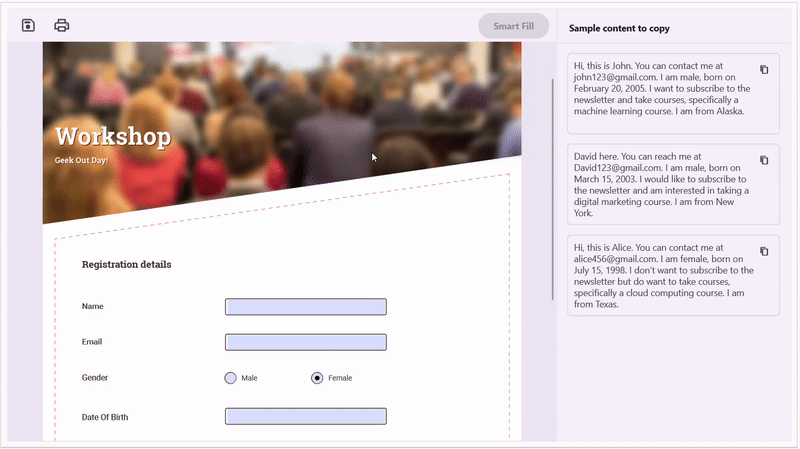 Smart Fill
Workshop
Geek Out Day!
Registration details
Name
Email
Gender
Male
Female
Date Of Birth
Sample content to copy
Hi, this is John. You can contact me at
john123@gmail.com. I am male, born on
February 20, 2005. I want to subscribe to the
newsletter and take courses, specifically a
machine learning course. I am from Alaska.
David here. You can reach me at
David123@gmail.com. I am male, born on
March 15, 2003. I would like to subscribe to
the newsletter and am interested in taking a
digital marketing course. I am from New
York.
Hi, this is Alice. You can contact me at
alice456@gmail.com. I am female, born on
July 15, 1998. I don't want to subscribe to the
newsletter but do want to take courses,
specifically a cloud computing course. I am
from Texas.